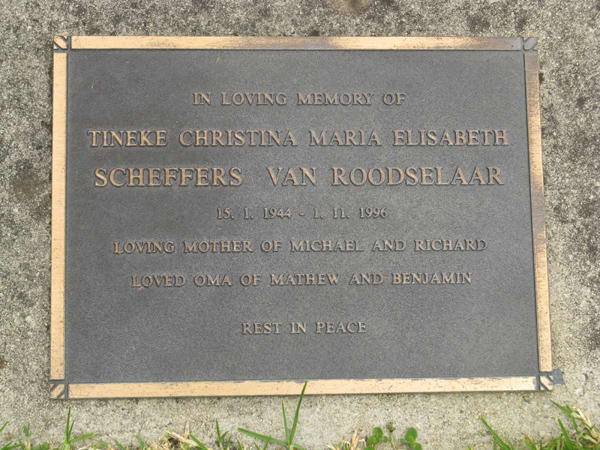 IN LOVING MEMORY OF
TINEKE CHRISTINA MARIA ELISABETH
SCHEFFERS VAN ROODSELAAR
15. 1. 1944 - 1. 11. 1996
LOVING MOTHER OF MICHAEL AND RICHARD
LOVED OMA OF MATHEW AND BENJAMIN
REST IN PEACE